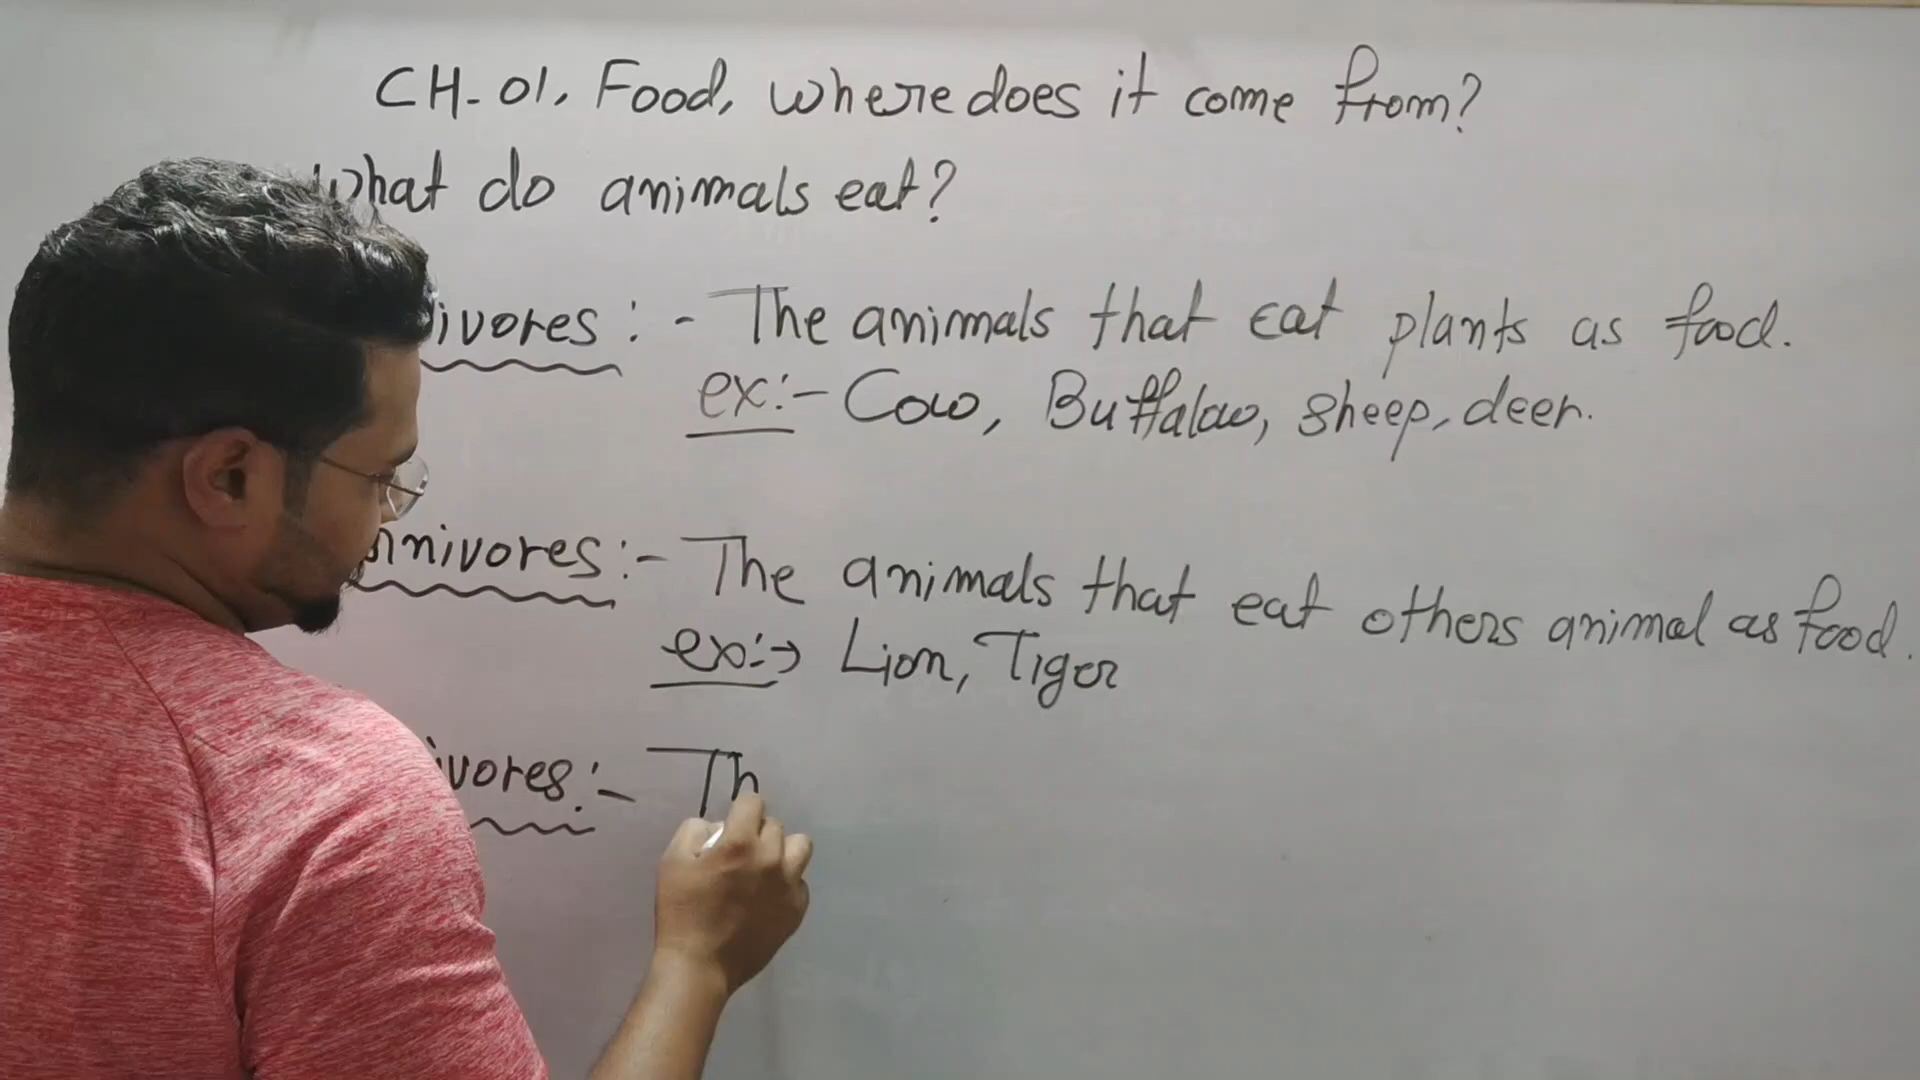 CH-01. Food, where does it come from?
What do animals eat?
ivores :- The animals that eat plants as food.
ex:- Cow, Buffalow, sheep, deer.
rnivores:- The animals that eat others animal as food.
ex:→ Lion, Tiger
ivores:- Th